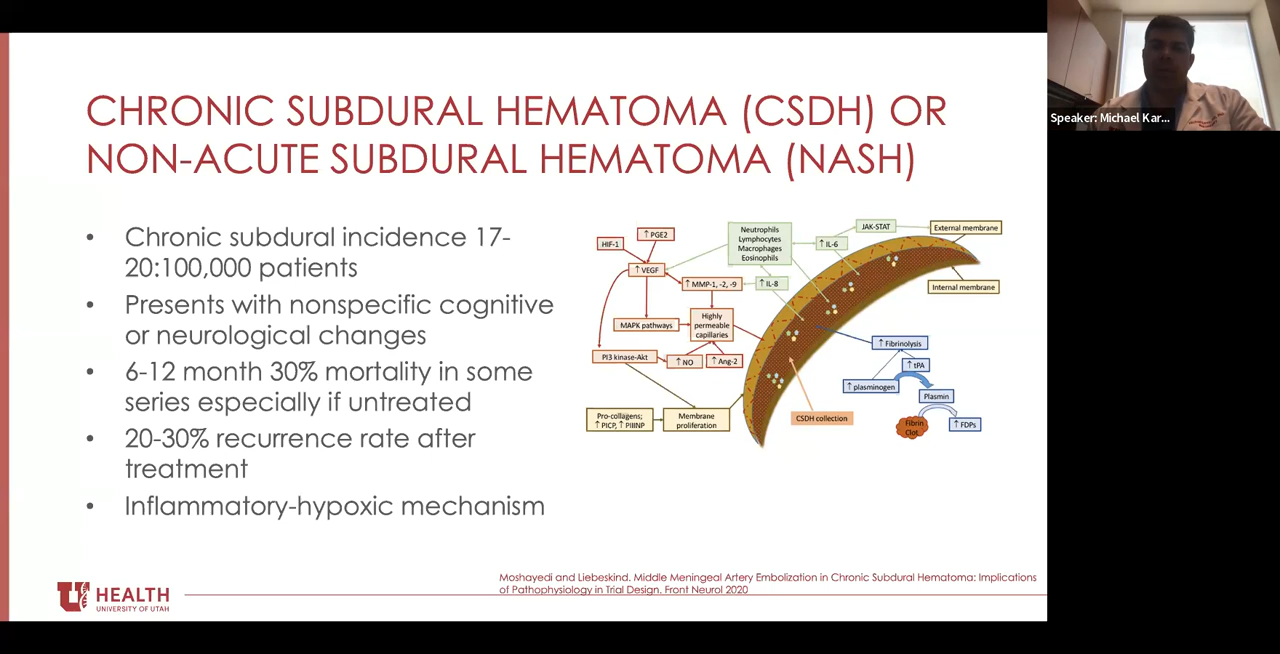 CHRONIC SUBDURAL HEMATOMA (CSDH) OR
NON-ACUTE SUBDURAL HEMATOMA (NASH)
• Chronic subdural incidence 17-
20:100,000 patients
• Presents with nonspecific cognitive
or neurological changes
• 6-12 month 30% mortality in some
series especially if untreated
• 20-30% recurrence rate after
treatment
• Inflammatory-hypoxic mechanism
HIF-1
↑ PGE2
↑ VEGF
Neutrophils
Lymphocytes
Macrophages
Eosinophils
↑ IL-6
JAK-STAT
External membrane
↑ MMP-1, -2, -9
↑ IL-8
Internal membrane
MAPK pathways
Highly
permeable
capillaries
PI3 kinase-Akt
↑ NO
↑ Ang-2
↑ Fibrinolysis
↑ tPA
↑ plasminogen
Plasmin
Pro-collagens;
↑ PICP, ↑ PIIINP
Membrane
proliferation
CSDH collection
Fibrin
Clot
↑ FDPs
Moshayedi and Liebeskind. Middle Meningeal Artery Embolization in Chronic Subdural Hematoma: Implications
of Pathophysiology in Trial Design. Front Neurol 2020
U HEALTH
UNIVERSITY OF UTAH
Speaker: Michael Kar...